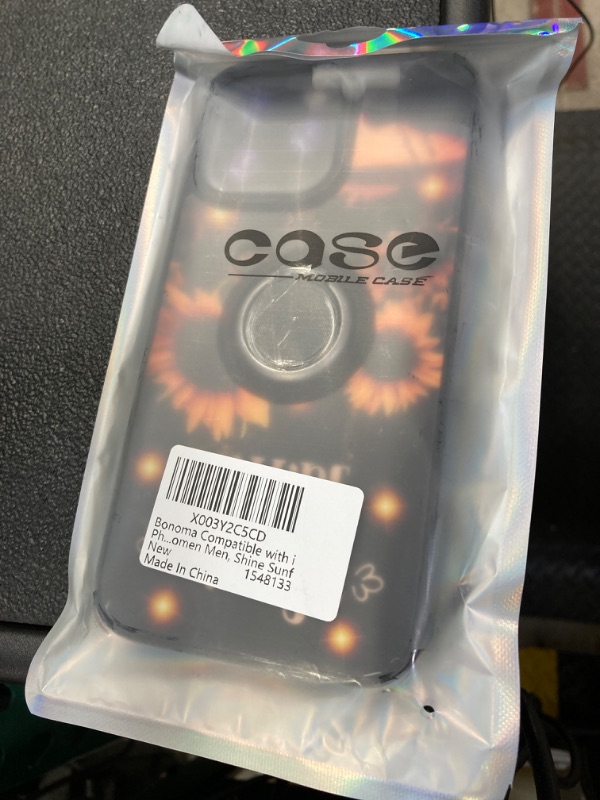 case
MOBILE CASE
X003Y2C5CD
Bonoma Compatible with i
Ph...omen Men, Shine Sunf
New
Made In China 1548133